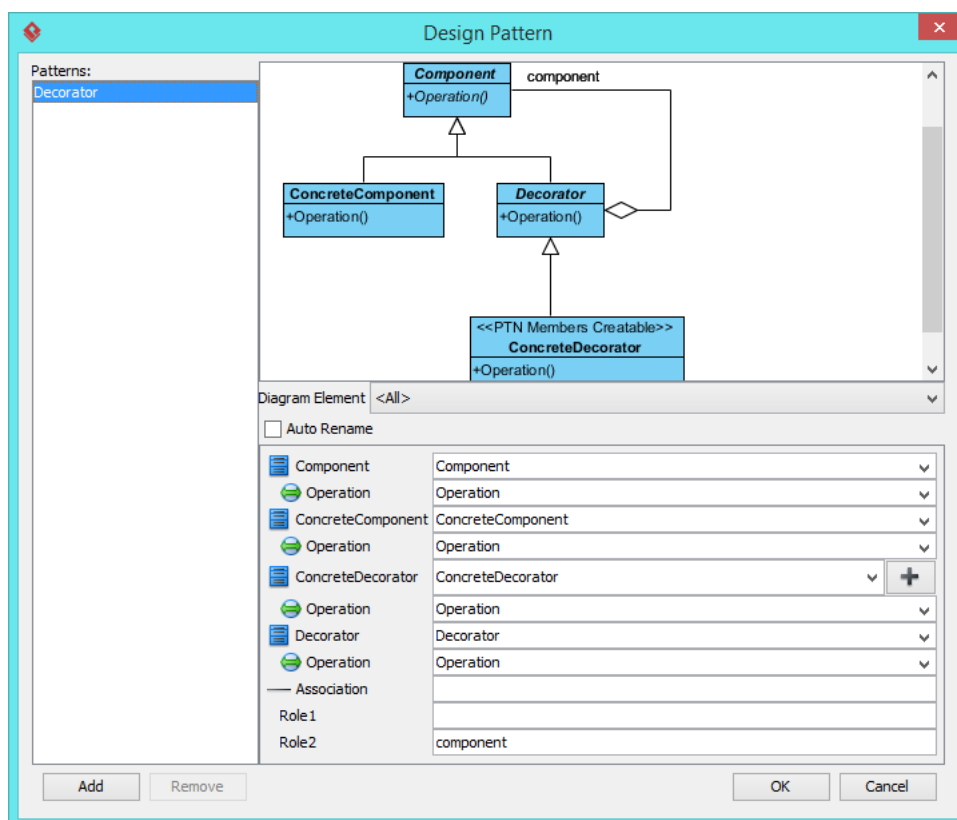 Design Pattern
Patterns:
Decorator
Component
component
+Operation()
ConcreteComponent
+Operation()
Decorator
+Operation()
<<PTN Members Creatable>>
ConcreteDecorator
+Operation()
Diagram Element <All>
Auto Rename
Component Component
Operation Operation
ConcreteComponent ConcreteComponent
Operation Operation
ConcreteDecorator ConcreteDecorator
Operation Operation
Decorator Decorator
Operation Operation
Association
Role1
Role2 component
Add Remove OK Cancel